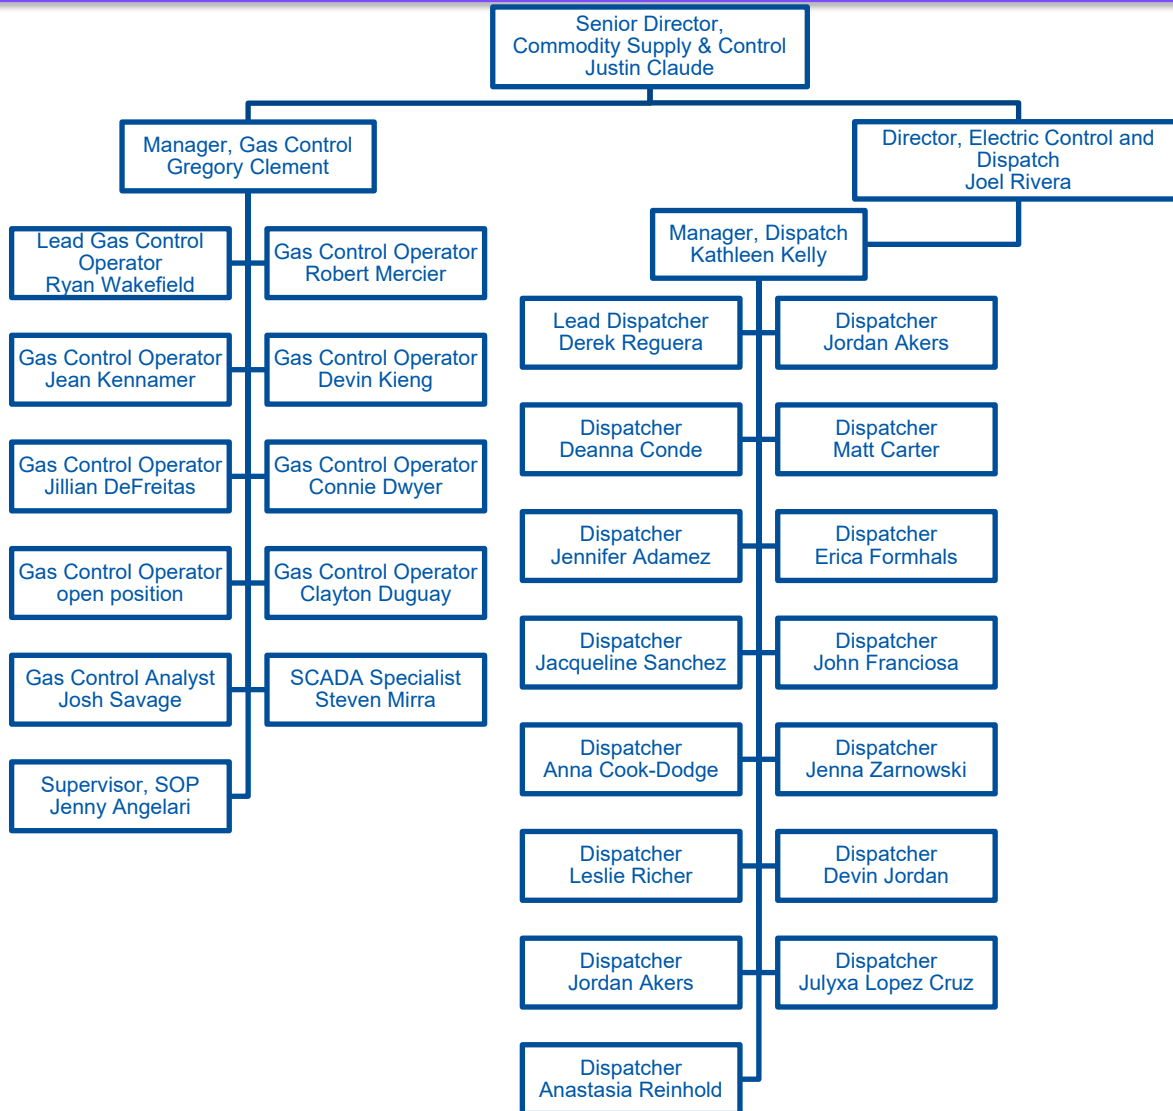 Senior Director,
Commodity Supply & Control
Justin Claude
Manager, Gas Control
Gregory Clement
Director, Electric Control and
Dispatch
Joel Rivera
Manager, Dispatch
Kathleen Kelly
Lead Gas Control
Operator
Ryan Wakefield
Gas Control Operator
Robert Mercier
Gas Control Operator
Jean Kennamer
Gas Control Operator
Devin Kieng
Gas Control Operator
Jillian DeFreitas
Gas Control Operator
Connie Dwyer
Gas Control Operator
open position
Gas Control Operator
Clayton Duguay
Gas Control Analyst
Josh Savage
SCADA Specialist
Steven Mirra
Supervisor, SOP
Jenny Angelari
Lead Dispatcher
Derek Reguera
Dispatcher
Jordan Akers
Dispatcher
Deanna Conde
Dispatcher
Matt Carter
Dispatcher
Jennifer Adamez
Dispatcher
Erica Formhals
Dispatcher
Jacqueline Sanchez
Dispatcher
John Franciosa
Dispatcher
Anna Cook-Dodge
Dispatcher
Jenna Zarnowski
Dispatcher
Leslie Richer
Dispatcher
Devin Jordan
Dispatcher
Jordan Akers
Dispatcher
Julyxa Lopez Cruz
Dispatcher
Anastasia Reinhold